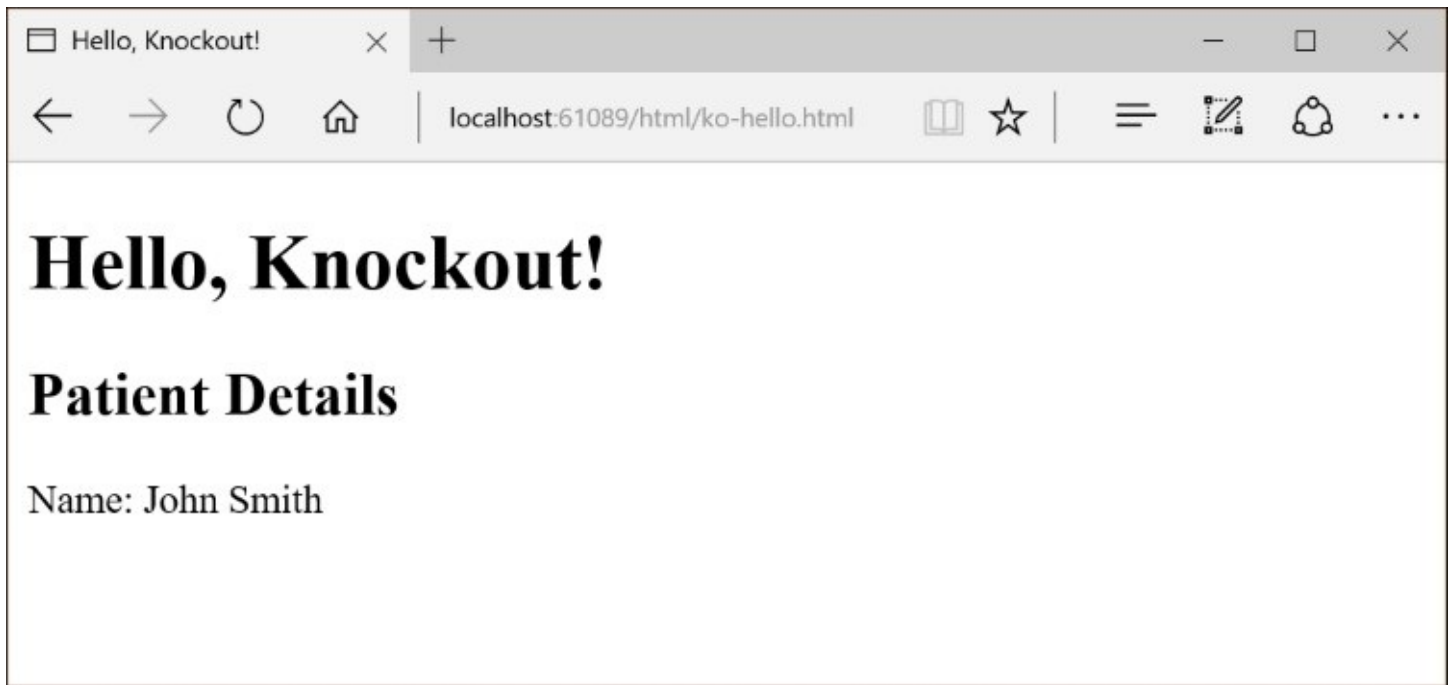 Hello, Knockout!
localhost:61089/html/ko-hello.html
Hello, Knockout!
Patient Details
Name: John Smith